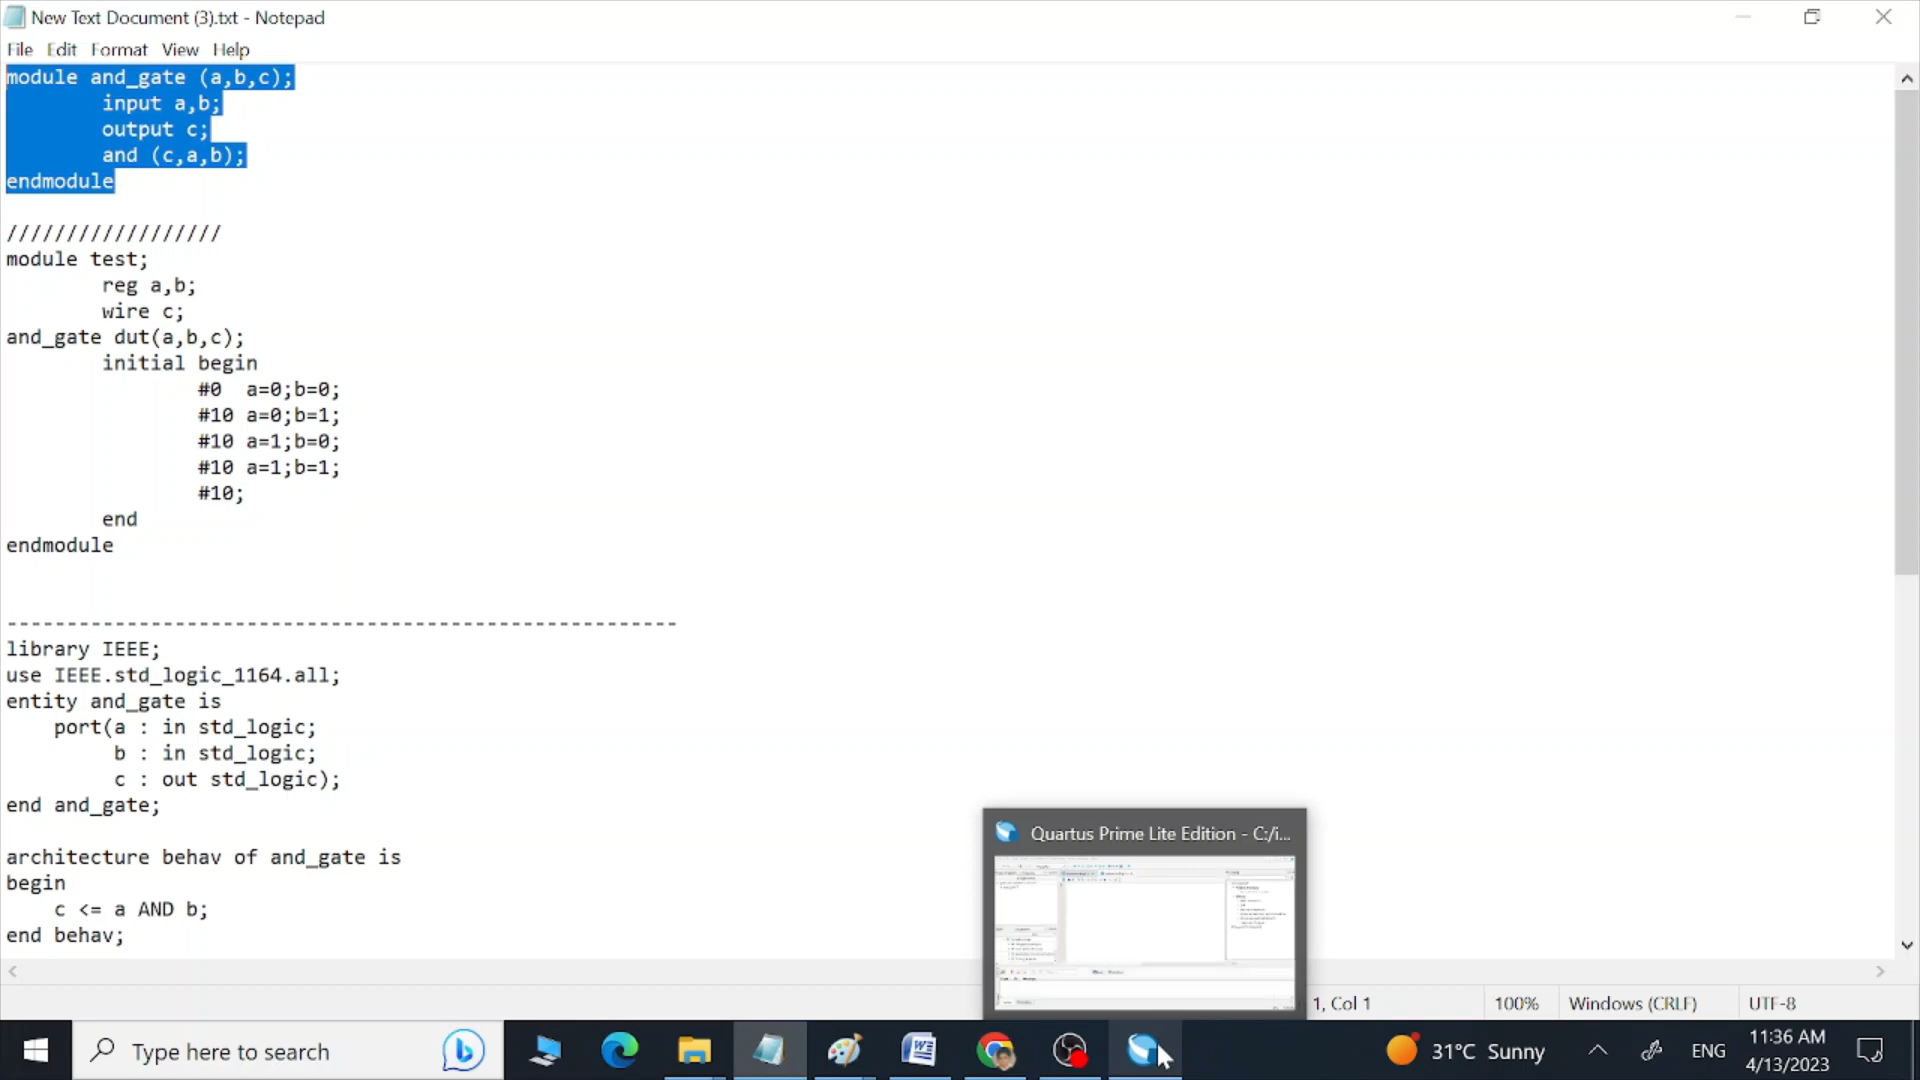 New Text Document (3).txt - Notepad
File Edit Format View Help
module and_gate (a,b,c);
input a,b;
output c;
and (c,a,b);
endmodule
//////////////////
module test;
reg a,b;
wire c;
and_gate dut(a,b,c);
initial begin
#0 a=0;b=0;
#10 a=0;b=1;
#10 a=1;b=0;
#10 a=1;b=1;
#10;
end
endmodule
--------------------------------------------------------
library IEEE;
use IEEE.std_logic_1164.all;
entity and_gate is
port(a : in std_logic;
b : in std_logic;
c : out std_logic);
end and_gate;
architecture behav of and_gate is
begin
c <= a AND b;
end behav;
Quartus Prime Lite Edition - C:/i...
1, Col 1
100%
Windows (CRLF)
UTF-8
Type here to search
31°C Sunny
ENG
11:36 AM
4/13/2023